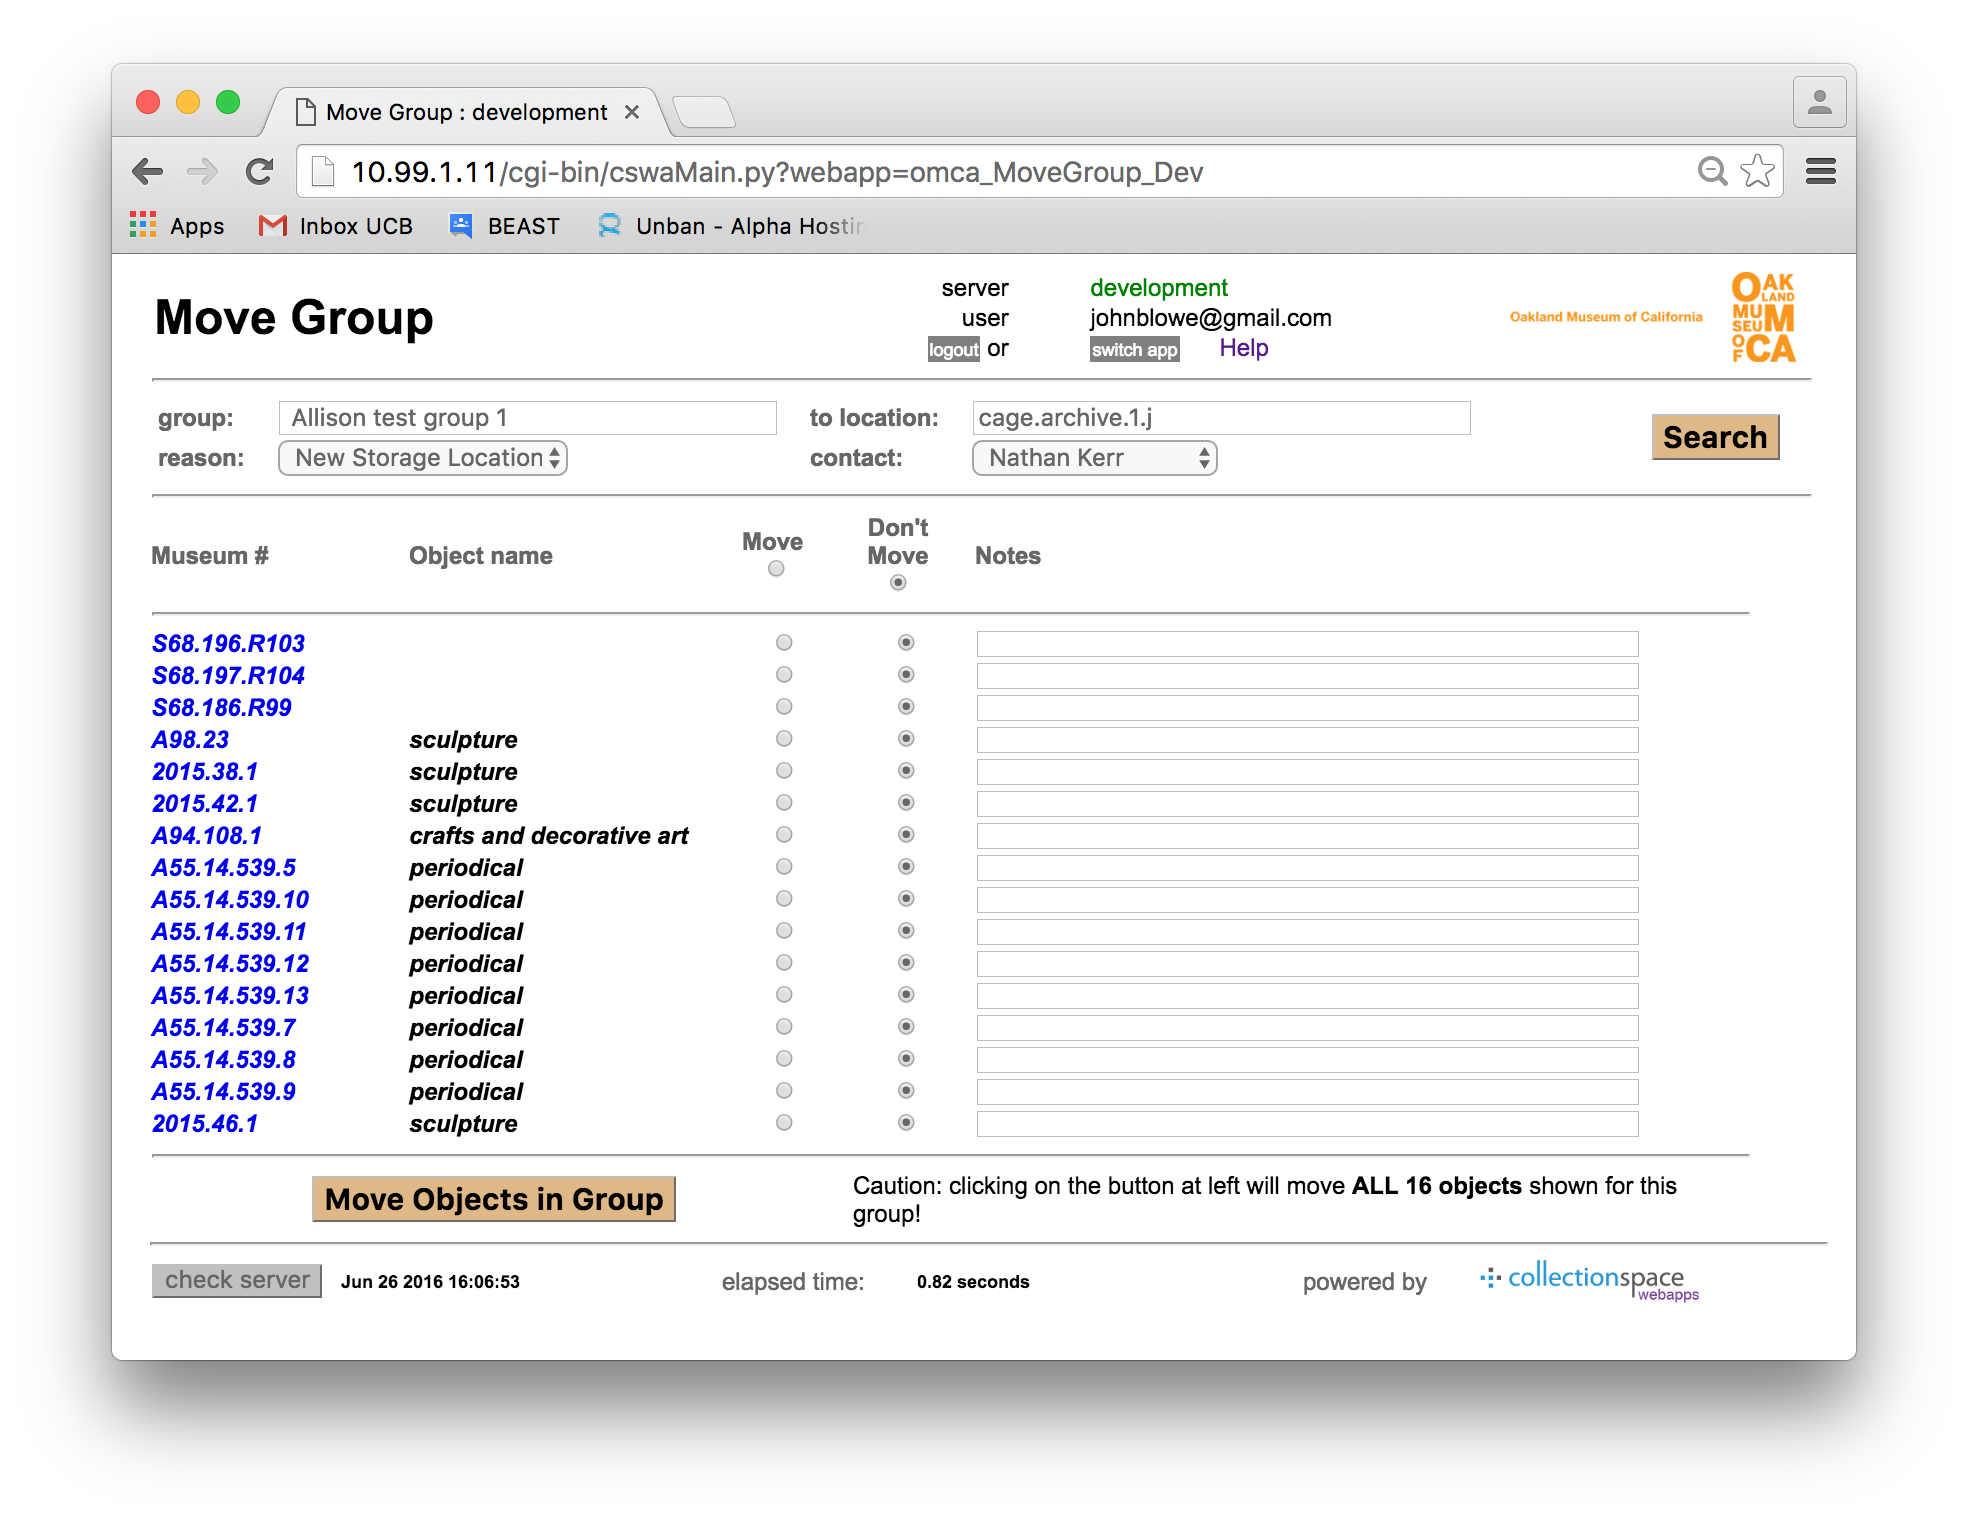 Move Group : development
10.99.1.11/cgi-bin/cswaMain.py?webapp=omca_MoveGroup_Dev
Apps Inbox UCB BEAST Unban - Alpha Hostin
Move Group
server development
user johnblowe@gmail.com
logout or switch app Help
Oakland Museum of California
OAK
LAND
MU
SEUM
OF CA
group: Allison test group 1 to location: cage.archive.1.j
Search
reason: New Storage Location contact: Nathan Kerr
Museum # Object name Move Don't Move Notes
S68.196.R103
S68.197.R104
S68.186.R99
A98.23 sculpture
2015.38.1 sculpture
2015.42.1 sculpture
A94.108.1 crafts and decorative art
A55.14.539.5 periodical
A55.14.539.10 periodical
A55.14.539.11 periodical
A55.14.539.12 periodical
A55.14.539.13 periodical
A55.14.539.7 periodical
A55.14.539.8 periodical
A55.14.539.9 periodical
2015.46.1 sculpture
Move Objects in Group
Caution: clicking on the button at left will move ALL 16 objects shown for this
group!
check server Jun 26 2016 16:06:53 elapsed time: 0.82 seconds powered by collectionspace
webapps